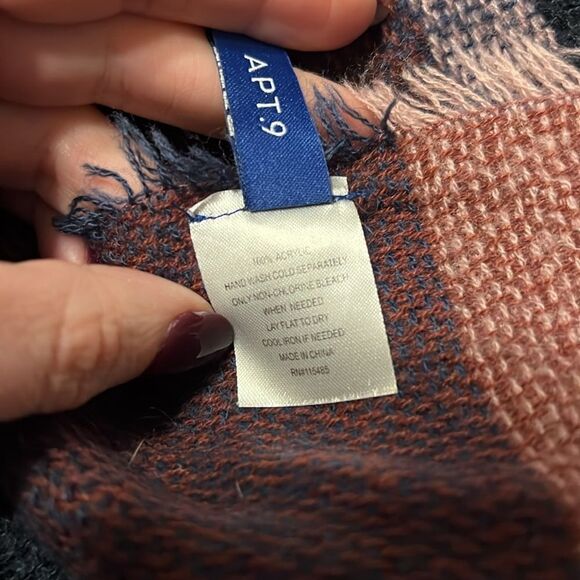 APT.9
100% ACRYLIC
HAND WASH COLD SEPARATELY
ONLY NON-CHLORINE BLEACH
WHEN NEEDED
LAY FLAT TO DRY
COOL IRON IF NEEDED
MADE IN CHINA
RN#115485